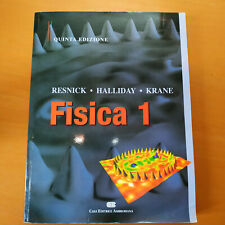 QUINTA EDIZIONE
RESNICK • HALLIDAY • KRANE
Fisica 1
CASA EDITRICE AMBROSIANA